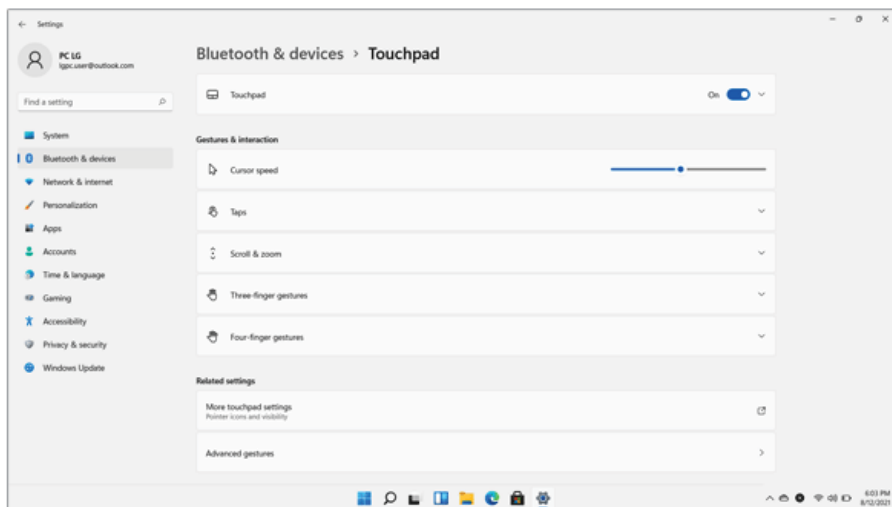 Settings
PC LG
lgpc.user@outlook.com
Find a setting
System
Bluetooth & devices
Network & internet
Personalization
Apps
Accounts
Time & language
Gaming
Accessibility
Privacy & security
Windows Update
Bluetooth & devices > Touchpad
Touchpad On
Gestures & interaction
Cursor speed
Taps
Scroll & zoom
Three-finger gestures
Four-finger gestures
Related settings
More touchpad settings
Pointer icons and visibility
Advanced gestures
6:03 PM
8/12/2021